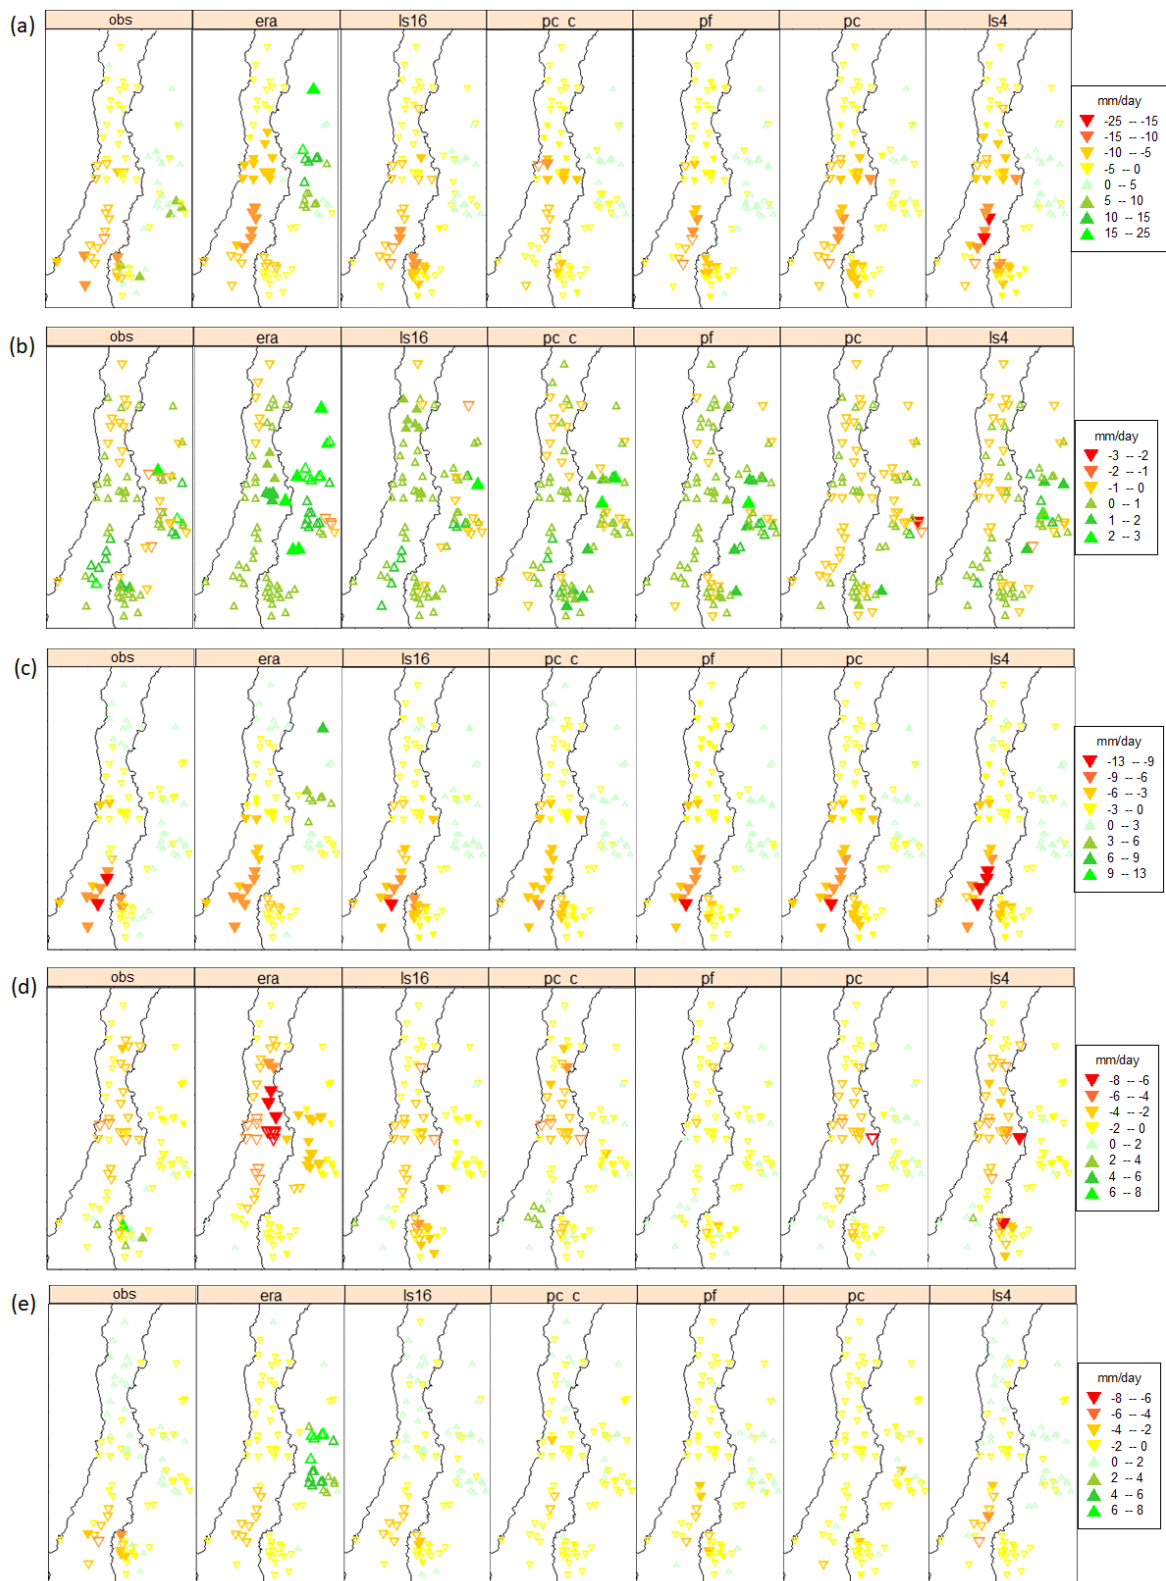 (a) obs era ls16 pc_c pf pc ls4
mm/day
-25 -- -15
-15 -- -10
-10 -- -5
-5 -- 0
0 -- 5
5 -- 10
10 -- 15
15 -- 25
(b) obs era ls16 pc_c pf pc ls4
mm/day
-3 -- -2
-2 -- -1
-1 -- 0
0 -- 1
1 -- 2
2 -- 3
(c) obs era ls16 pc_c pf pc ls4
mm/day
-13 -- -9
-9 -- -6
-6 -- -3
-3 -- 0
0 -- 3
3 -- 6
6 -- 9
9 -- 13
(d) obs era ls16 pc_c pf pc ls4
mm/day
-8 -- -6
-6 -- -4
-4 -- -2
-2 -- 0
0 -- 2
2 -- 4
4 -- 6
6 -- 8
(e) obs era ls16 pc_c pf pc ls4
mm/day
-8 -- -6
-6 -- -4
-4 -- -2
-2 -- 0
0 -- 2
2 -- 4
4 -- 6
6 -- 8